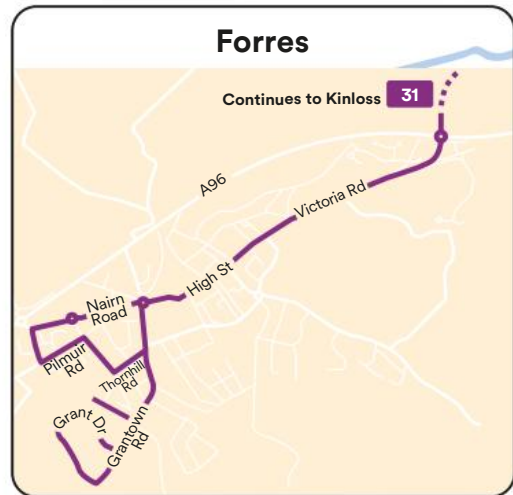 Forres
Continues to Kinloss 31
A96
Victoria Rd
High St
Nairn
Road
Pilmuir
Rd
Thornhill
Rd
Grant Dr
Grantown
Rd